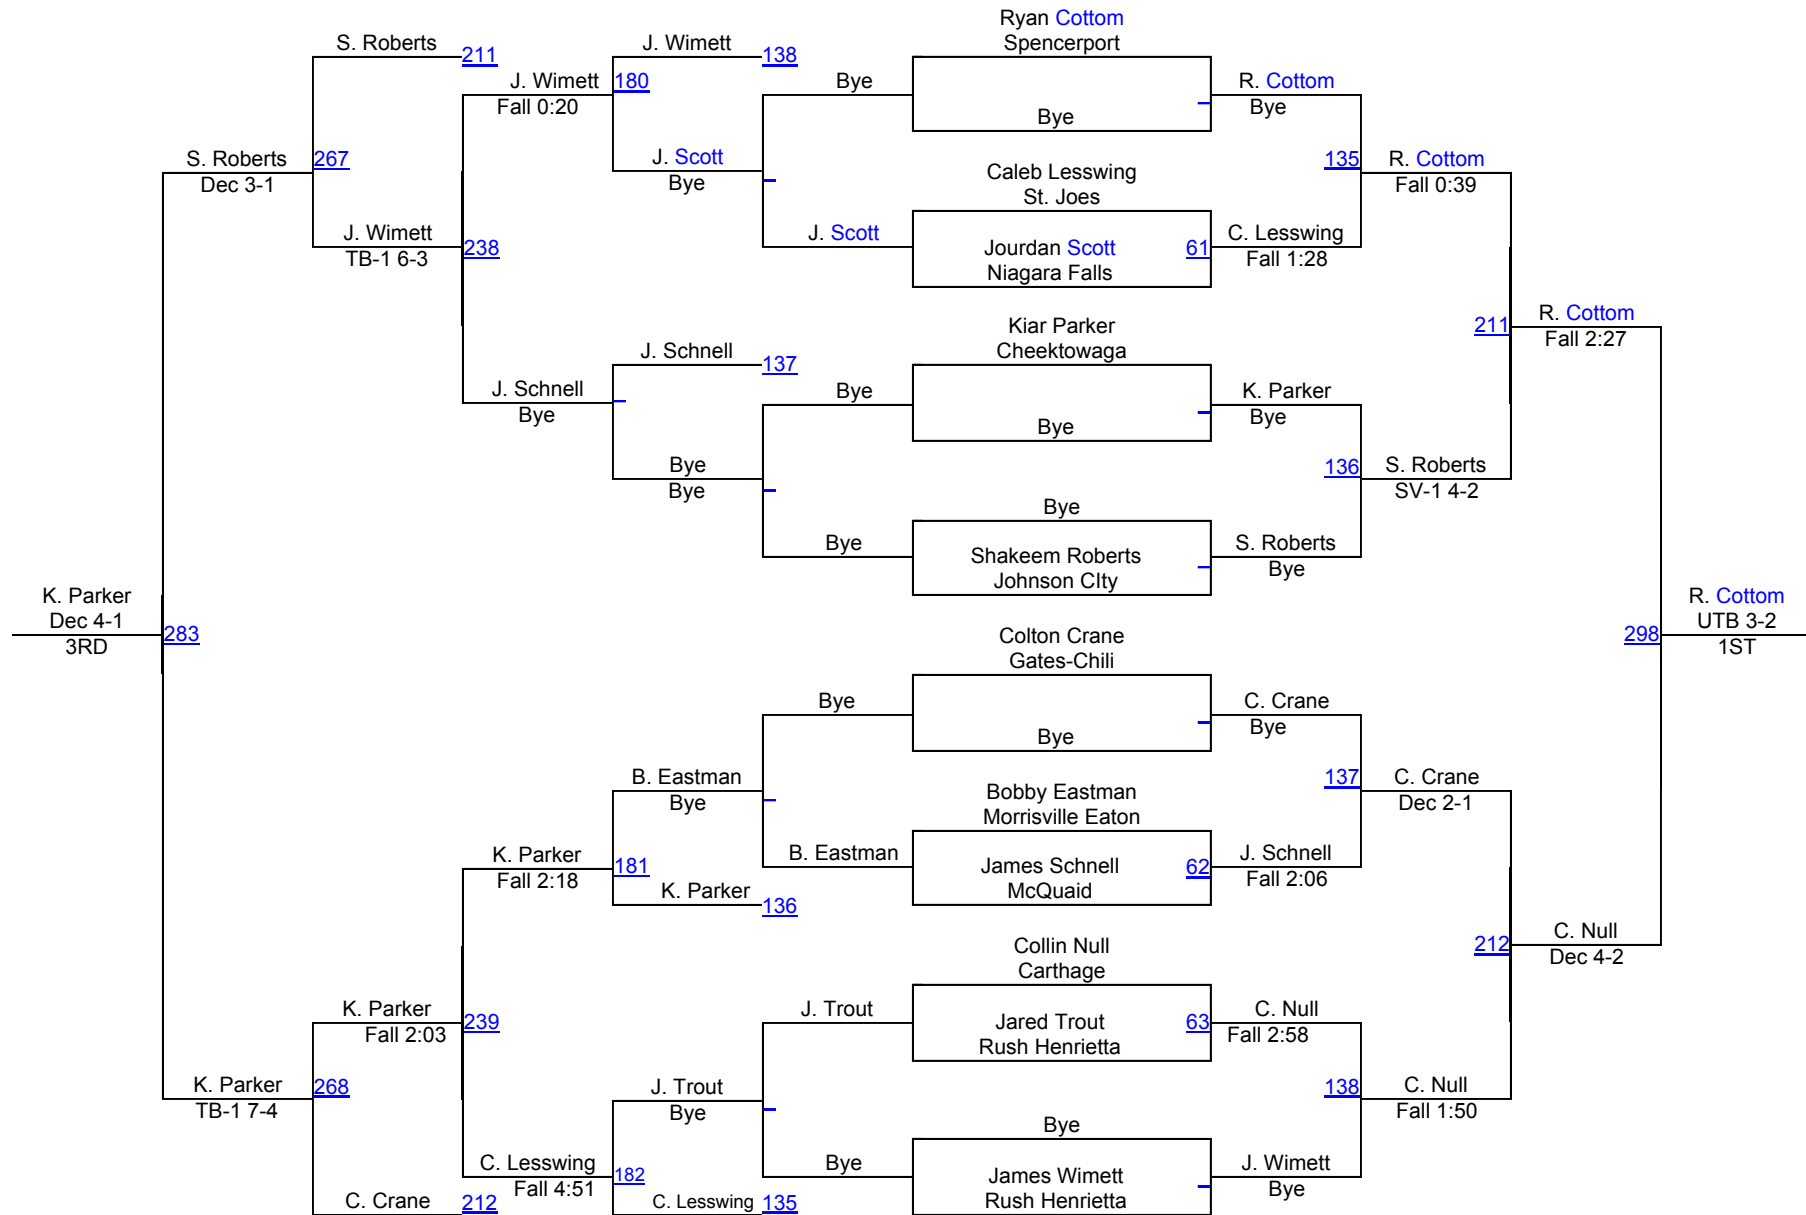 Ryan Cottom
Spencerport
S. Roberts
211
J. Wimett
138
J. Wimett
180
Fall 0:20
Bye
R. Cottom
Bye
Bye
S. Roberts
267
Dec 3-1
J. Scott
Bye
135
R. Cottom
Fall 0:39
Caleb Lesswing
St. Joes
J. Wimett
238
TB-1 6-3
J. Scott
Jourdan Scott
Niagara Falls
61
C. Lesswing
Fall 1:28
Kiar Parker
Cheektowaga
211
R. Cottom
Fall 2:27
J. Schnell
137
J. Schnell
Bye
Bye
K. Parker
Bye
Bye
Bye
Bye
136
S. Roberts
SV-1 4-2
Bye
Bye
Shakeem Roberts
Johnson CIty
S. Roberts
Bye
K. Parker
Dec 4-1
3RD
283
R. Cottom
UTB 3-2
1ST
298
Colton Crane
Gates-Chili
Bye
C. Crane
Bye
Bye
B. Eastman
Bye
137
C. Crane
Dec 2-1
Bobby Eastman
Morrisville Eaton
K. Parker
Fall 2:18
181
B. Eastman
James Schnell
McQuaid
62
J. Schnell
Fall 2:06
K. Parker
136
Collin Null
Carthage
212
C. Null
Dec 4-2
K. Parker
Fall 2:03
239
J. Trout
Jared Trout
Rush Henrietta
63
C. Null
Fall 2:58
K. Parker
TB-1 7-4
268
J. Trout
Bye
138
C. Null
Fall 1:50
Bye
C. Lesswing
Fall 4:51
182
Bye
James Wimett
Rush Henrietta
J. Wimett
Bye
C. Crane
212
C. Lesswing
135